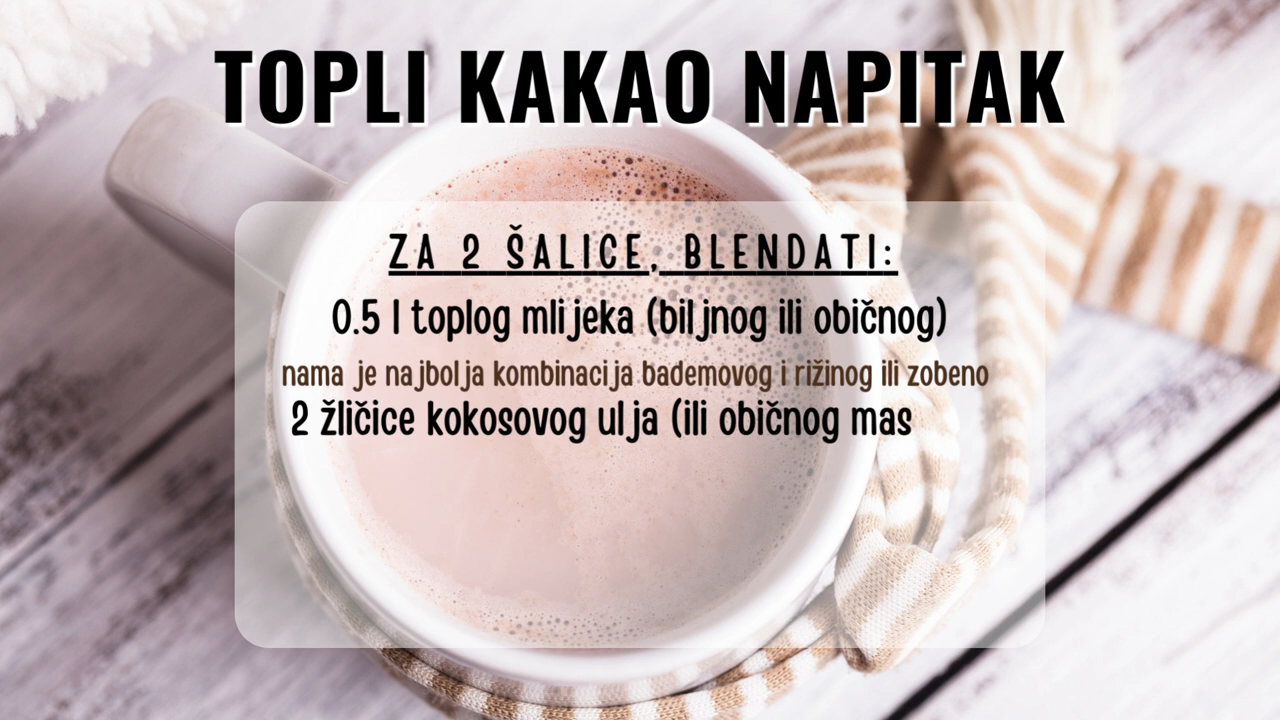 TOPLI KAKAO NAPITAK
ZA 2 ŠALICE, BLENDATI:
0.5 l toplog mlijeka (biljnog ili običnog)
nama je najbolja kombinacija bademovog i rižinog ili zobeno
2 žličice kokosovog ulja (ili običnog mas